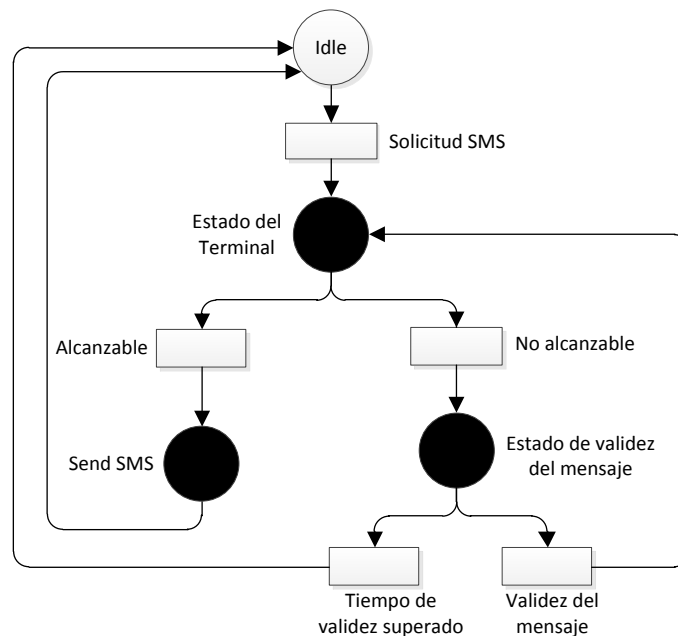 Idle
Solicitud SMS
Estado del
Terminal
Alcanzable
No alcanzable
Send SMS
Estado de validez
del mensaje
Tiempo de
validez superado
Validez del
mensaje